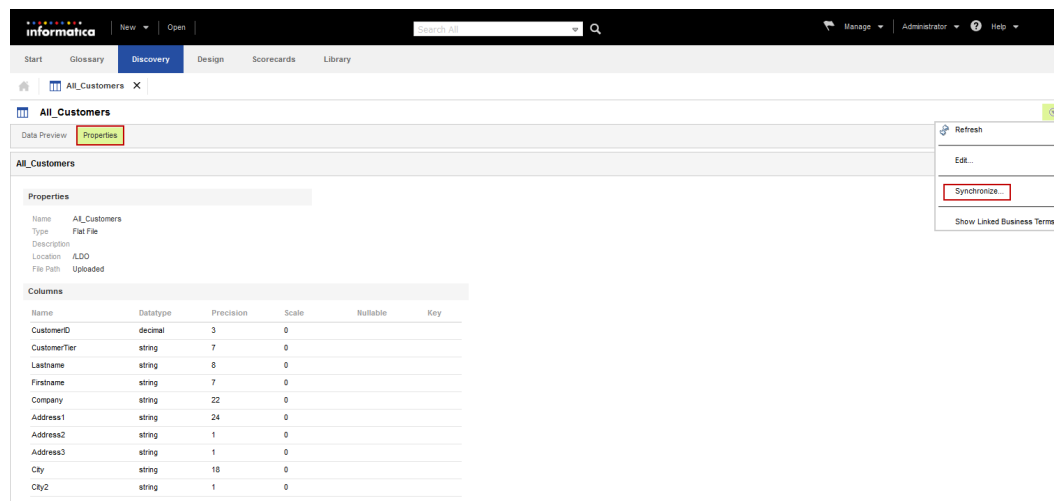 informatica New Open Search All Manage Administrator Help
Start Glossary Discovery Design Scorecards Library
All_Customers
All_Customers
Data Preview Properties
Refresh
Edit...
Synchronize...
Show Linked Business Terms
All_Customers
Properties
Name All_Customers
Type Flat File
Description
Location /LDO
File Path Uploaded
Columns
Name Datatype Precision Scale Nullable Key
CustomerID decimal 3 0
CustomerTier string 7 0
Lastname string 8 0
Firstname string 7 0
Company string 22 0
Address1 string 24 0
Address2 string 1 0
Address3 string 1 0
City string 18 0
City2 string 1 0